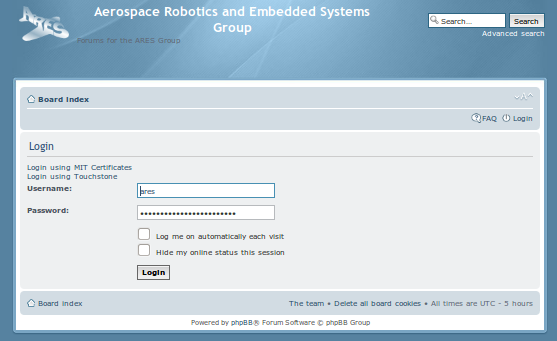 ARES
Aerospace Robotics and Embedded Systems
Group
Forums for the ARES Group
Search...
Search
Advanced search
Board index
A
FAQ
Login
Login
Login using MIT Certificates
Login using Touchstone
Username:
ares
Password:
Log me on automatically each visit
Hide my online status this session
Login
Board index
The team • Delete all board cookies • All times are UTC - 5 hours
Powered by phpBB® Forum Software © phpBB Group